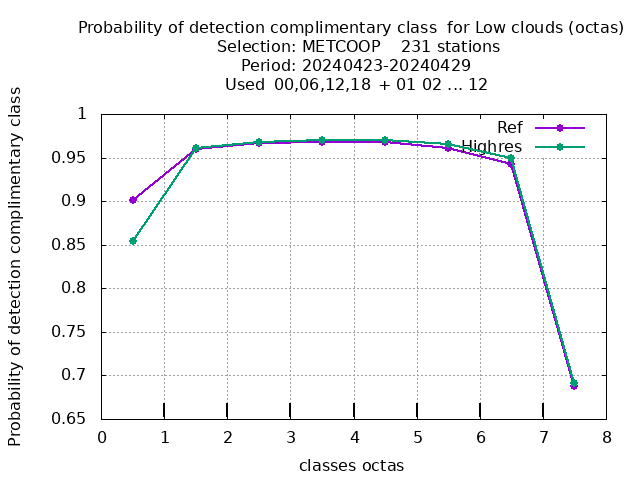 Probability of detection complimentary class  for Low clouds (octas)
Selection: METCOOP    231 stations
Period: 20240423-20240429
Used  00,06,12,18 + 01 02 ... 12
Probability of detection complimentary class
1
0.95
0.9
0.85
0.8
0.75
0.7
0.65
Ref
Highres
0 1 2 3 4 5 6 7 8
classes octas